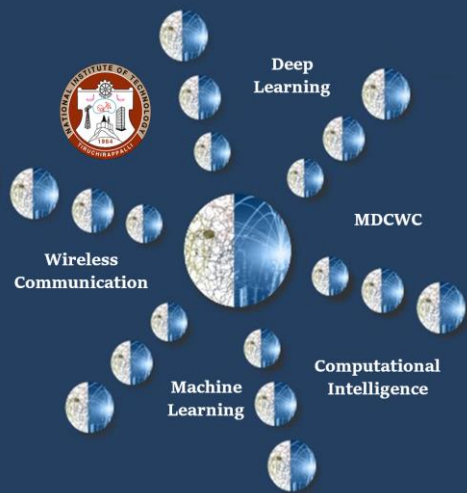 NATIONAL INSTITUTE OF TECHNOLOGY
1964
TIRUCHIRAPPALLI
Deep
Learning
MDCWC
Wireless
Communication
Computational
Intelligence
Machine
Learning